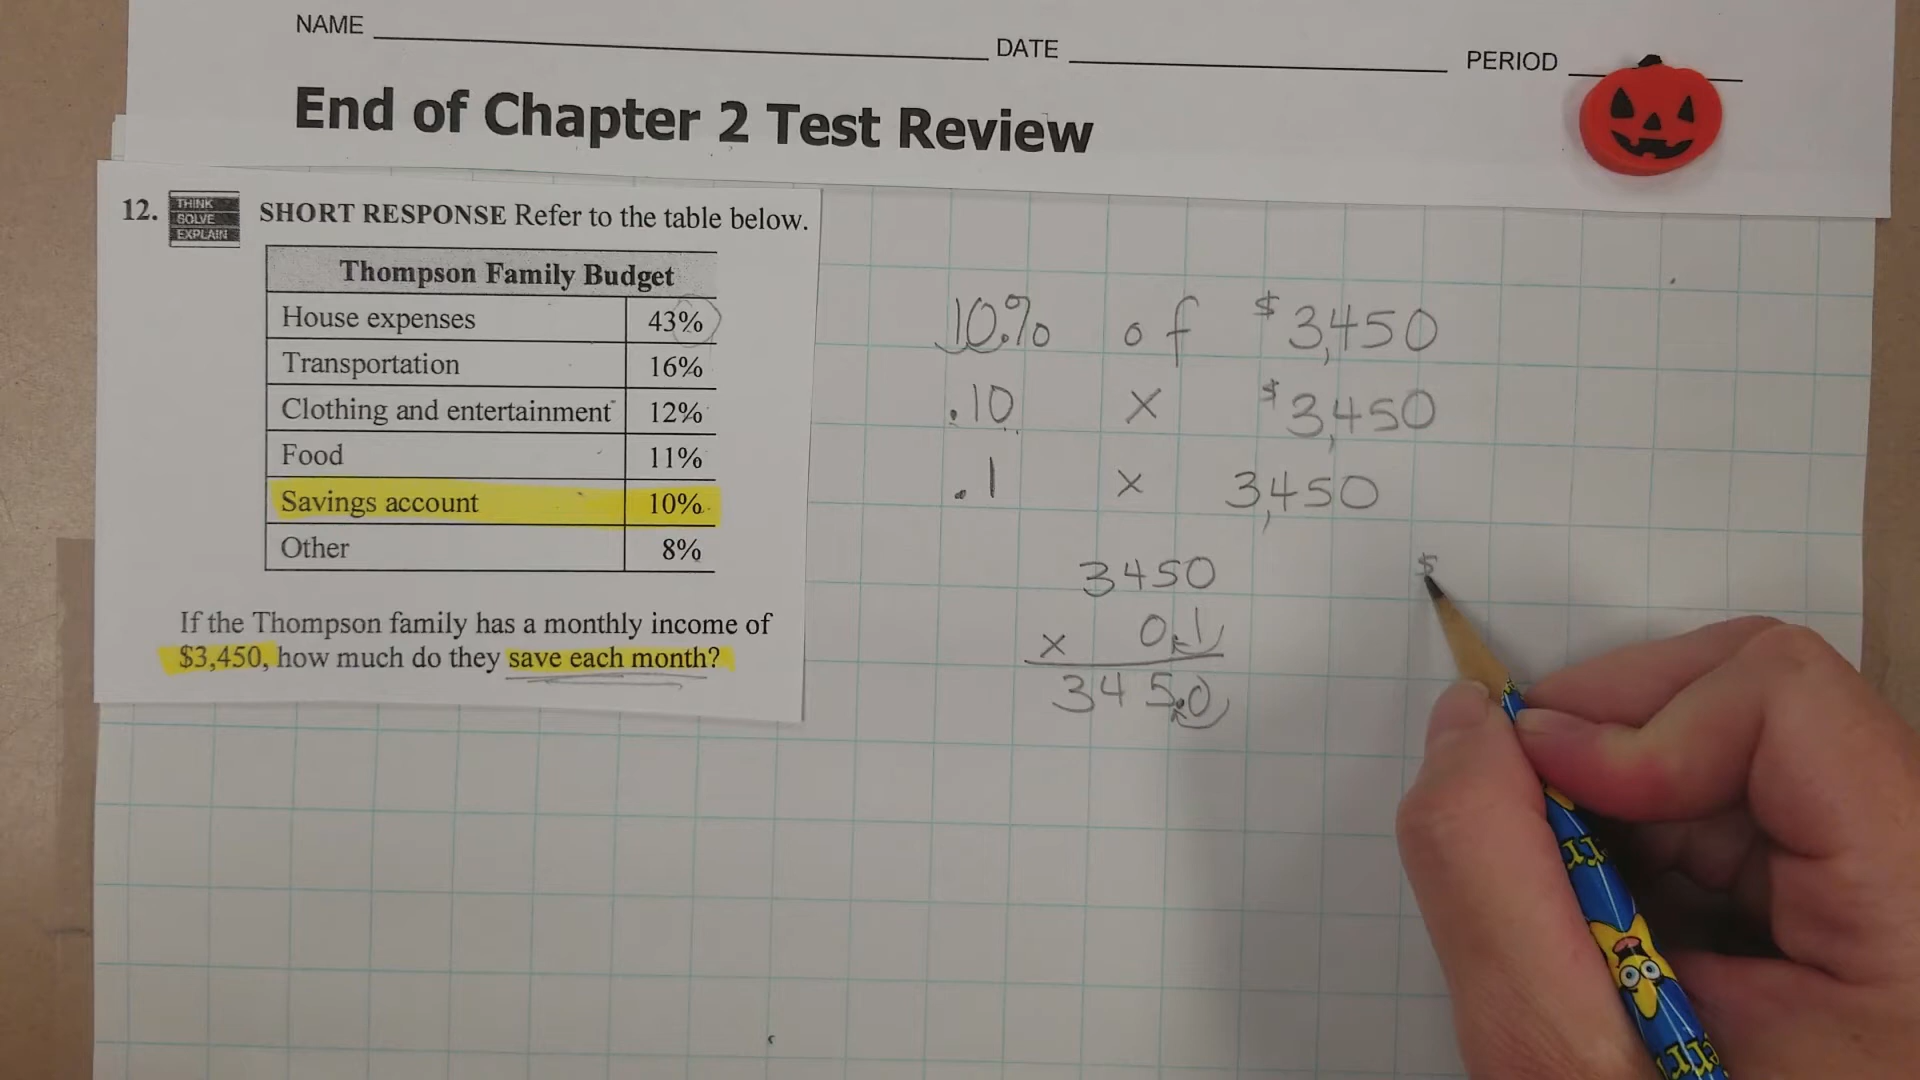 NAME DATE PERIOD
End of Chapter 2 Test Review
12. THINK
SOLVE
EXPLAIN
SHORT RESPONSE Refer to the table below.
Thompson Family Budget
House expenses 43%
Transportation 16%
Clothing and entertainment 12%
Food 11%
Savings account 10%
Other 8%
If the Thompson family has a monthly income of
$3,450, how much do they save each month?
10.% of $3,450
.10 x $3,450
.1 x 3,450
3450
x 0.1
345.0
$